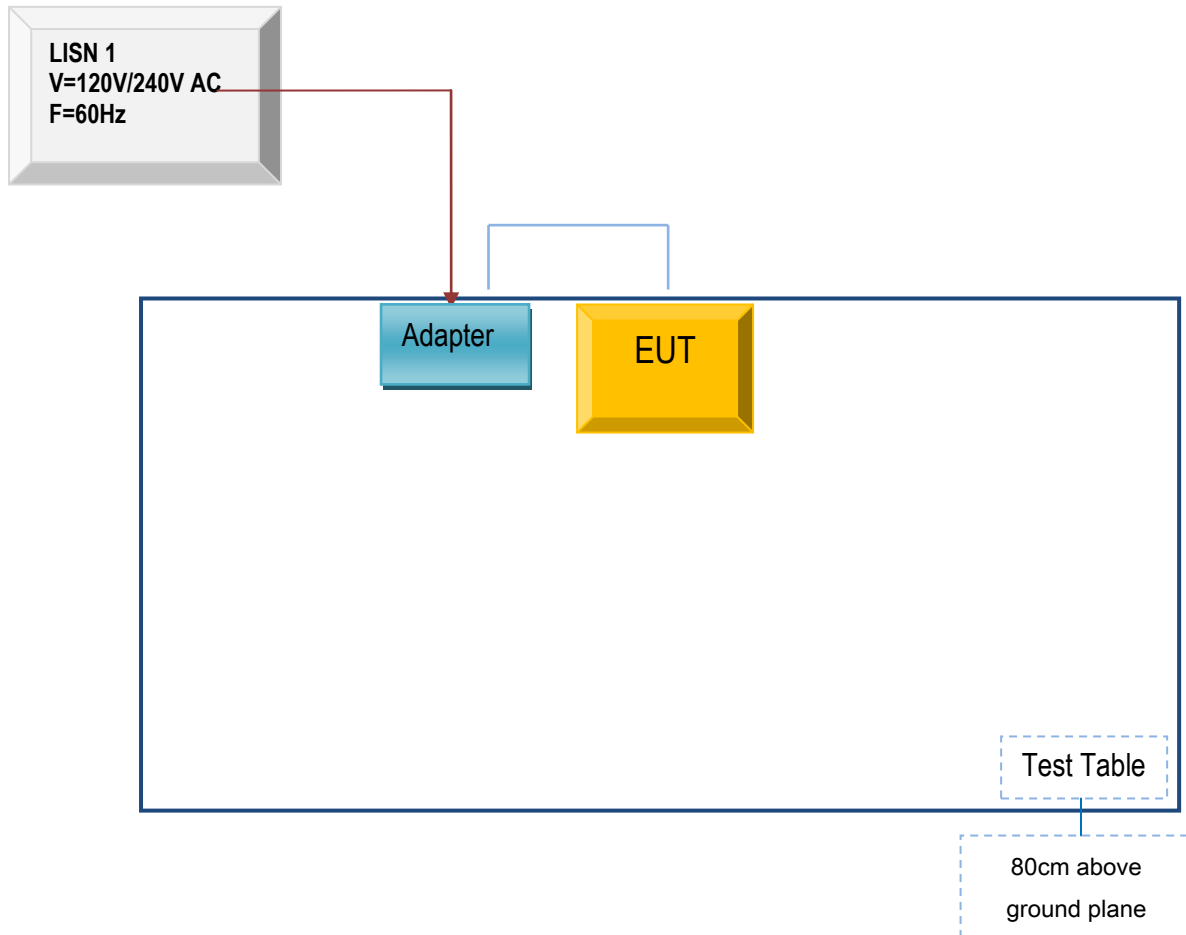 LISN 1
V=120V/240V AC
F=60Hz
Adapter
EUT
Test Table
80cm above
ground plane